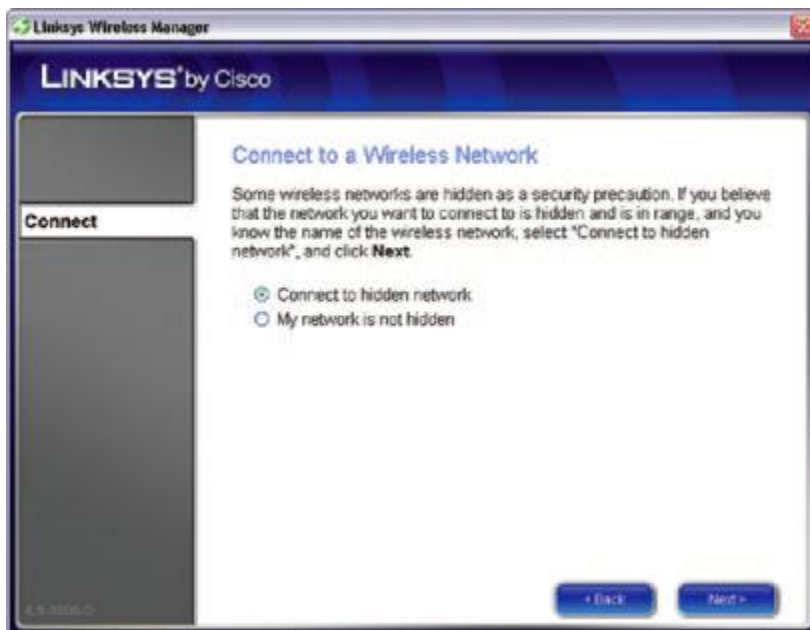 Linksys Wireless Manager
LINKSYS® by Cisco
Connect
Connect to a Wireless Network
Some wireless networks are hidden as a security precaution. If you believe
that the network you want to connect to is hidden and is in range, and you
know the name of the wireless network, select "Connect to hidden
network", and click Next.
Connect to hidden network
My network is not hidden
< Back
Next >